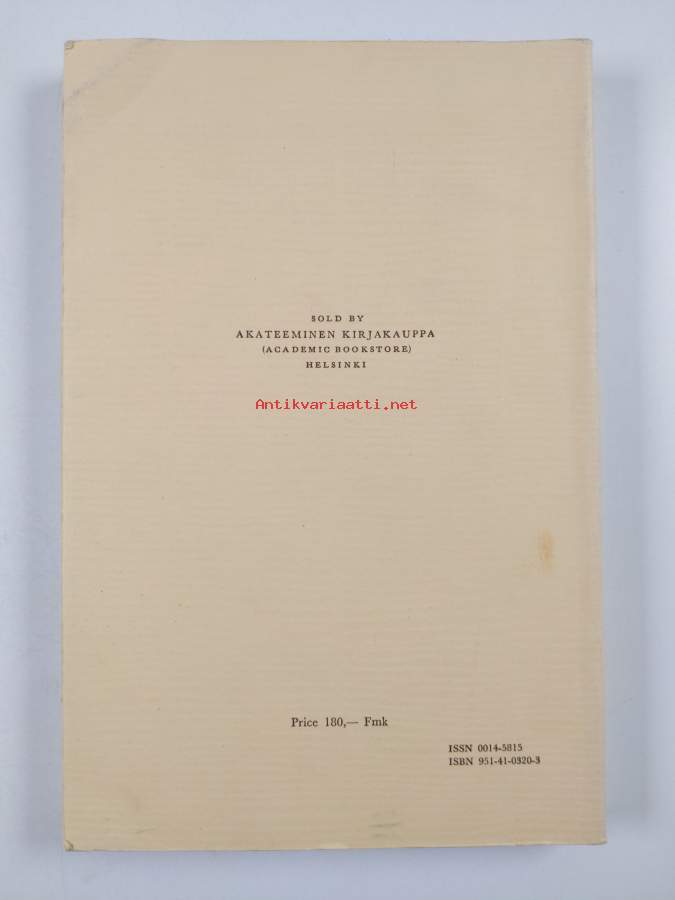 SOLD BY
AKATEEMINEN KIRJAKAUPPA
(ACADEMIC BOOKSTORE)
HELSINKI
Antikvariaatti.net
Price 180,— Fmk
ISSN 0014-5815
ISBN 951-41-0320-3